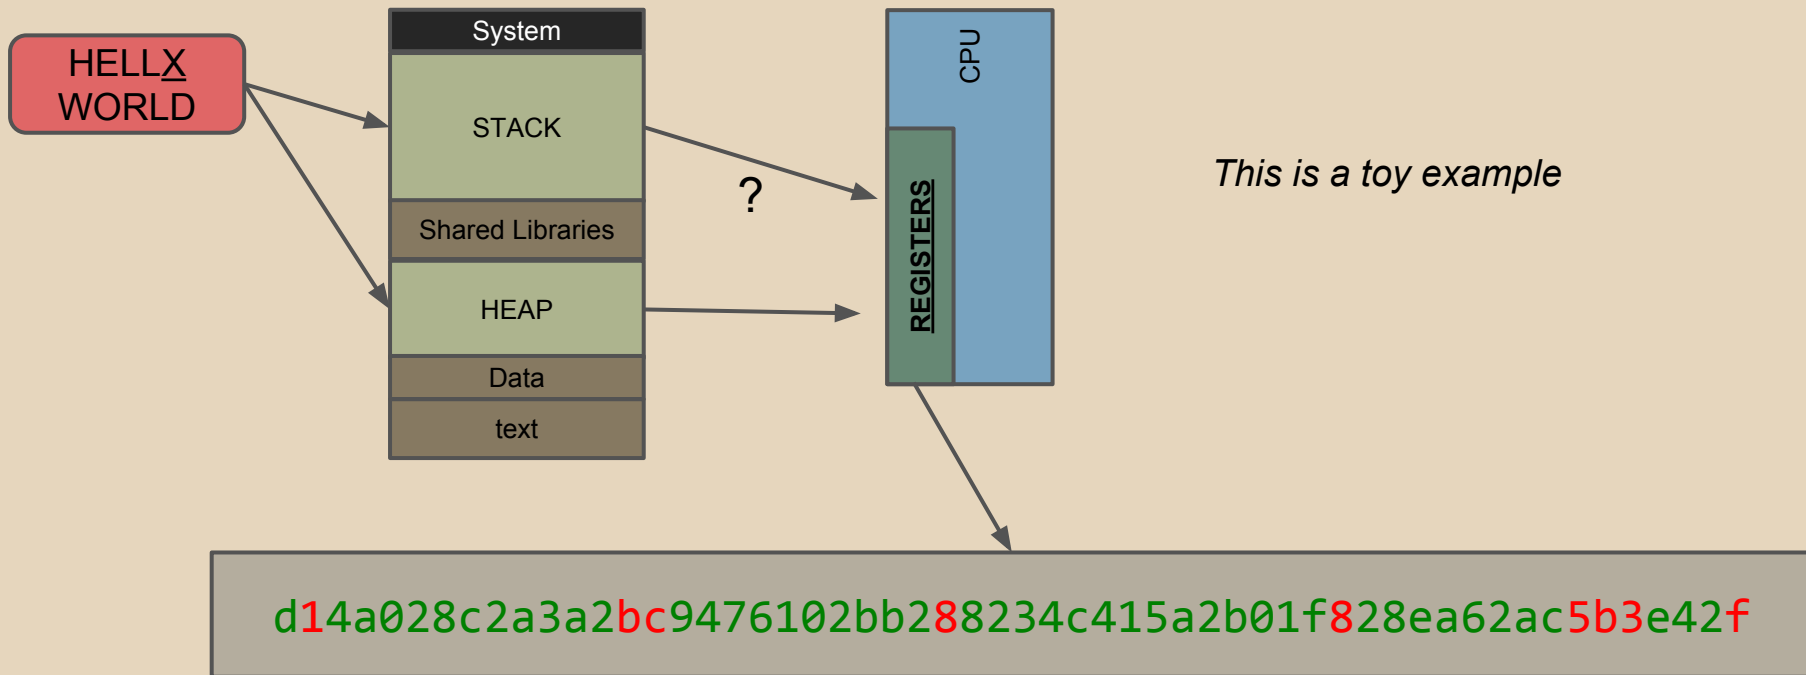 HELLX
WORLD
System
STACK
Shared Libraries
HEAP
Data
text
?
CPU
REGISTERS
This is a toy example
d14a028c2a3a2bc9476102bb288234c415a2b01f828ea62ac5b3e42f